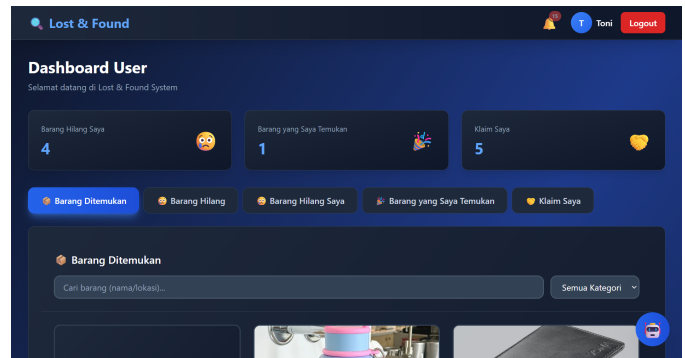 Lost & Found
15
T
Toni
Logout
Dashboard User
Selamat datang di Lost & Found System
Barang Hilang Saya
4
Barang yang Saya Temukan
1
Klaim Saya
5
Barang Ditemukan
Barang Hilang
Barang Hilang Saya
Barang yang Saya Temukan
Klaim Saya
Barang Ditemukan
Cari barang (nama/lokasi)...
Semua Kategori